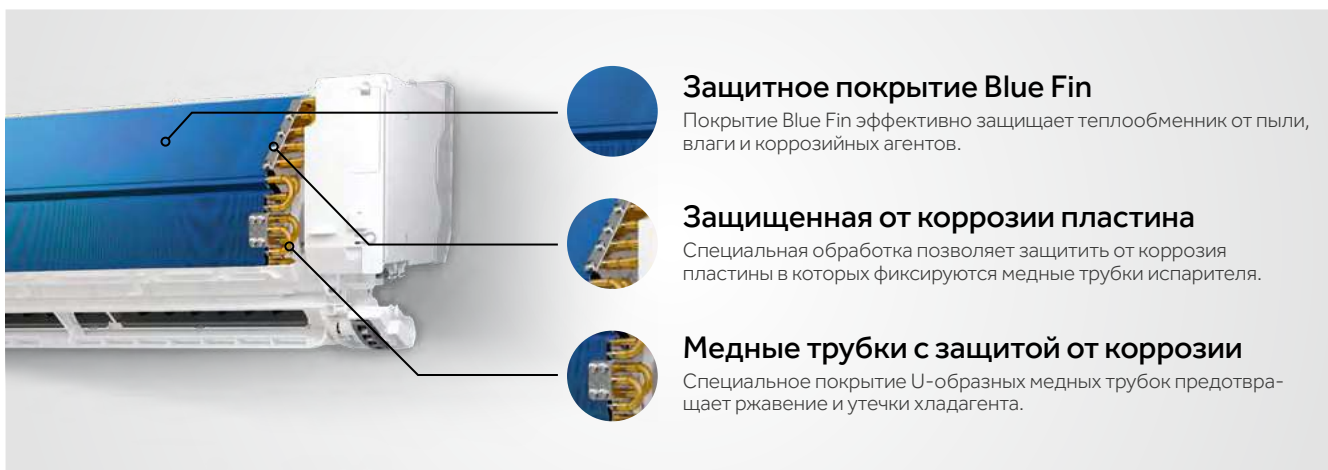 Защитное покрытие Blue Fin
Покрытие Blue Fin эффективно защищает теплообменник от пыли,
влаги и коррозийных агентов.
Защищенная от коррозии пластина
Специальная обработка позволяет защитить от коррозия
пластины в которых фиксируются медные трубки испарителя.
Медные трубки с защитой от коррозии
Специальное покрытие U-образных медных трубок предотвра-
щает ржавение и утечки хладагента.